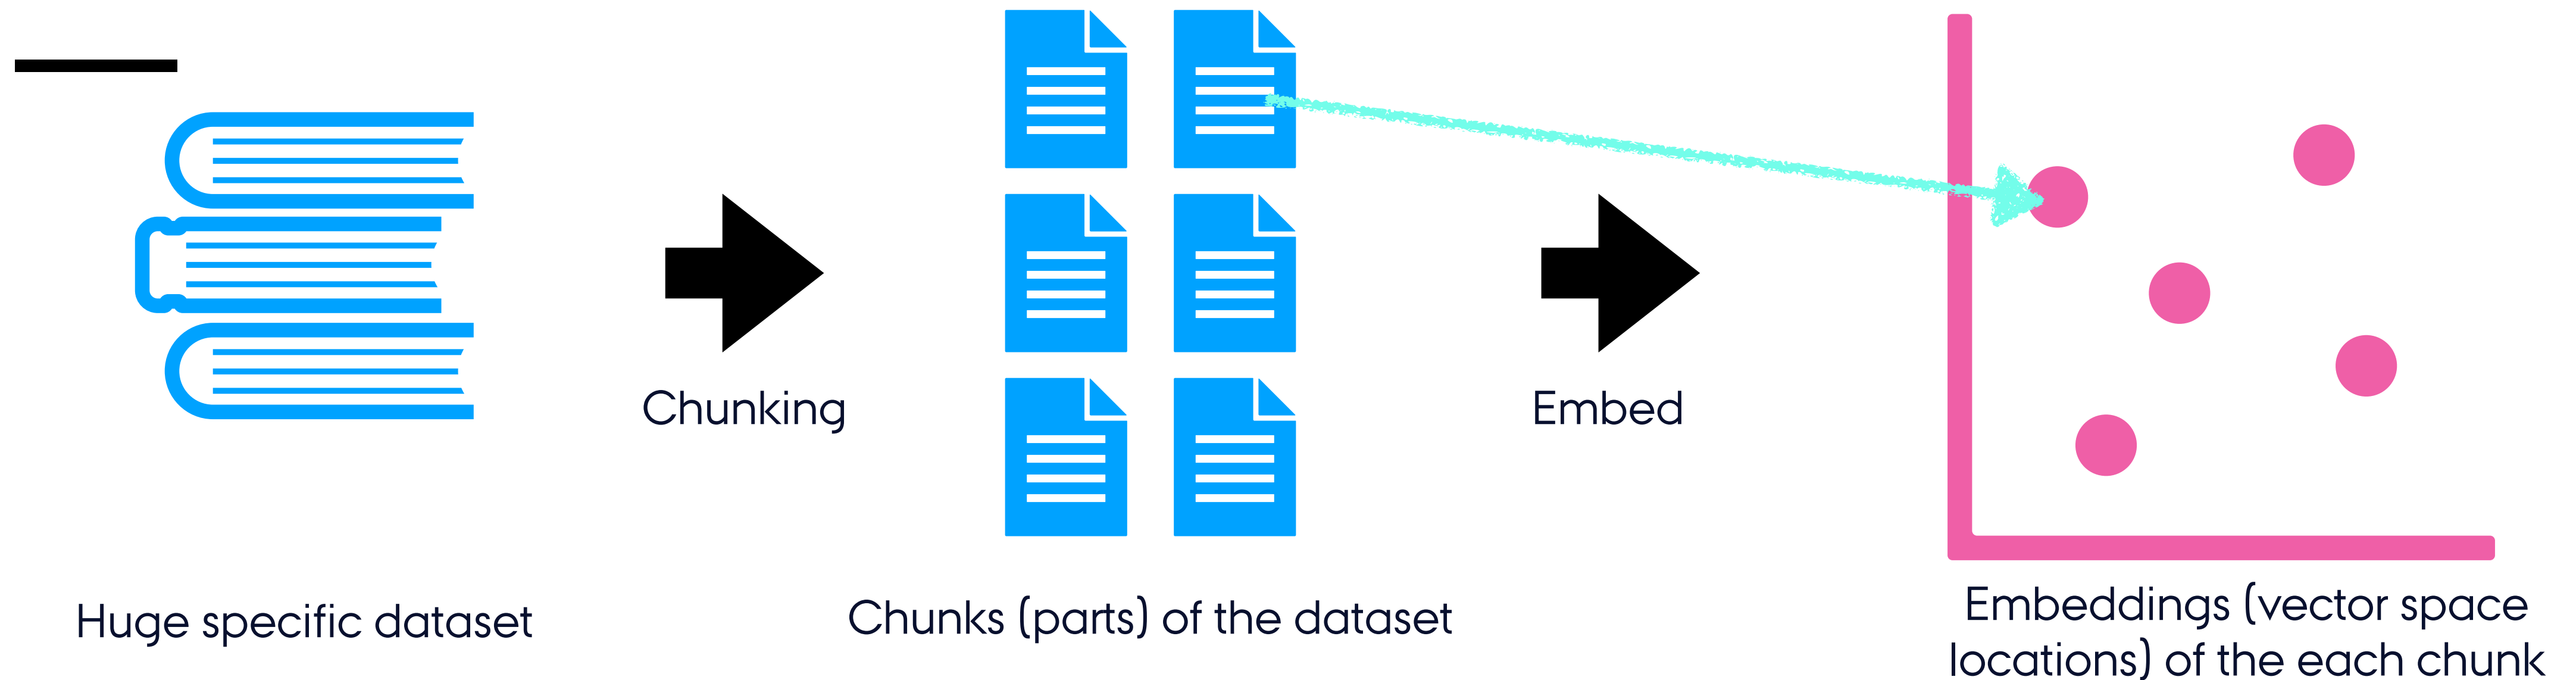 Chunking
Embed
Huge specific dataset
Chunks (parts) of the dataset
Embeddings (vector space
locations) of the each chunk